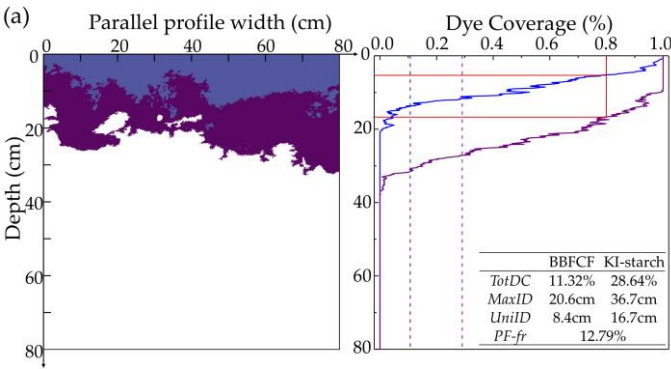 (a)
Parallel profile width (cm)
0 20 40 60 80
Depth (cm)
0
20
40
60
80
Dye Coverage (%)
0.0 0.2 0.4 0.6 0.8 1.0
0
20
40
60
80
BBFCF KI-starch
TotDC 11.32% 28.64%
MaxID 20.6cm 36.7cm
UniID 8.4cm 16.7cm
PF-fr 12.79%